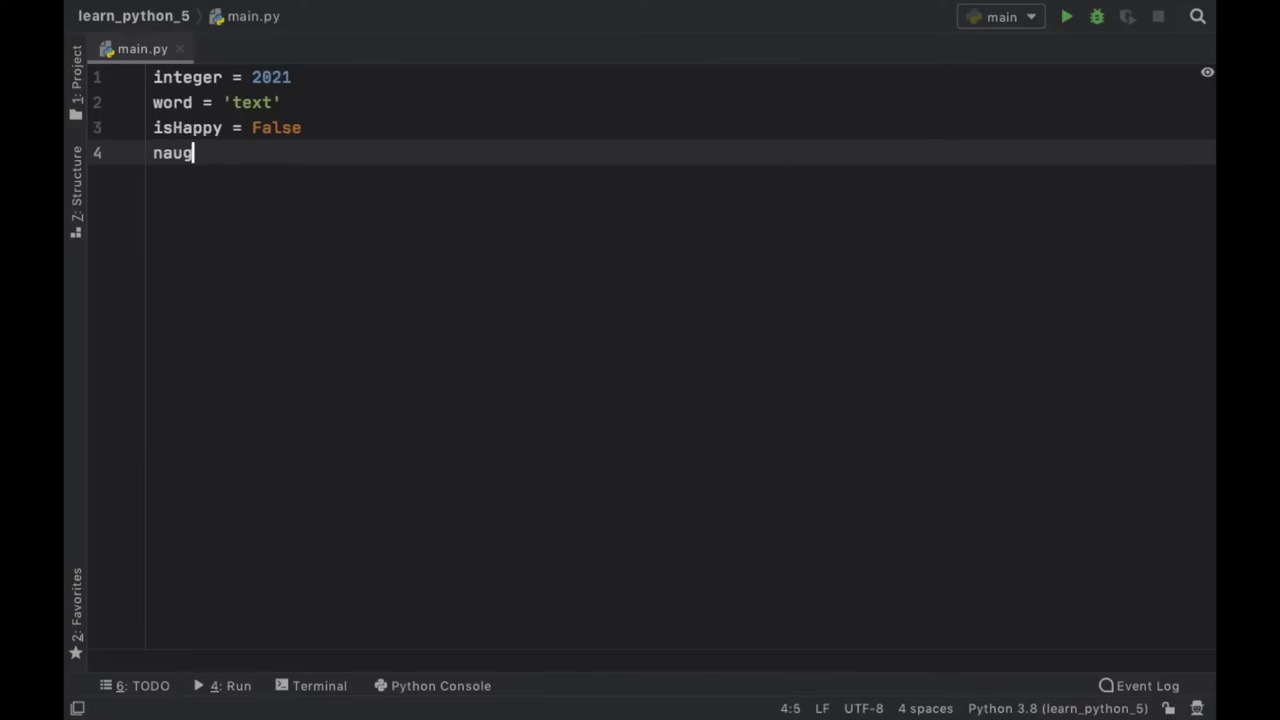 learn_python_5 main.py
main
main.py
1: Project
7: Structure
2: Favorites
1 integer = 2021
2 word = 'text'
3 isHappy = False
4 naug
6: TODO 4: Run Terminal Python Console Event Log
4:5 LF UTF-8 4 spaces Python 3.8 (learn_python_5)